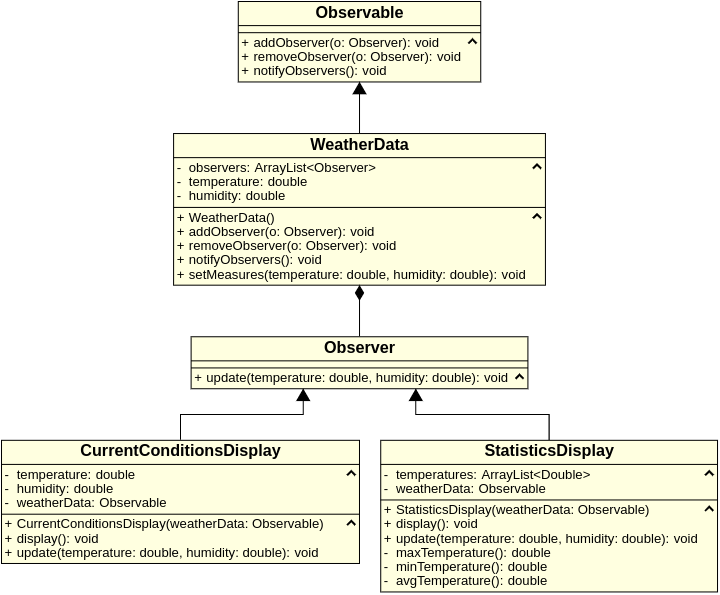 Observable
+ addObserver(o: Observer): void
+ removeObserver(o: Observer): void
+ notifyObservers(): void
WeatherData
- observers: ArrayList<Observer>
- temperature: double
- humidity: double
+ WeatherData()
+ addObserver(o: Observer): void
+ removeObserver(o: Observer): void
+ notifyObservers(): void
+ setMeasures(temperature: double, humidity: double): void
Observer
+ update(temperature: double, humidity: double): void
CurrentConditionsDisplay
- temperature: double
- humidity: double
- weatherData: Observable
+ CurrentConditionsDisplay(weatherData: Observable)
+ display(): void
+ update(temperature: double, humidity: double): void
StatisticsDisplay
- temperatures: ArrayList<Double>
- weatherData: Observable
+ StatisticsDisplay(weatherData: Observable)
+ display(): void
+ update(temperature: double, humidity: double): void
- maxTemperature(): double
- minTemperature(): double
- avgTemperature(): double